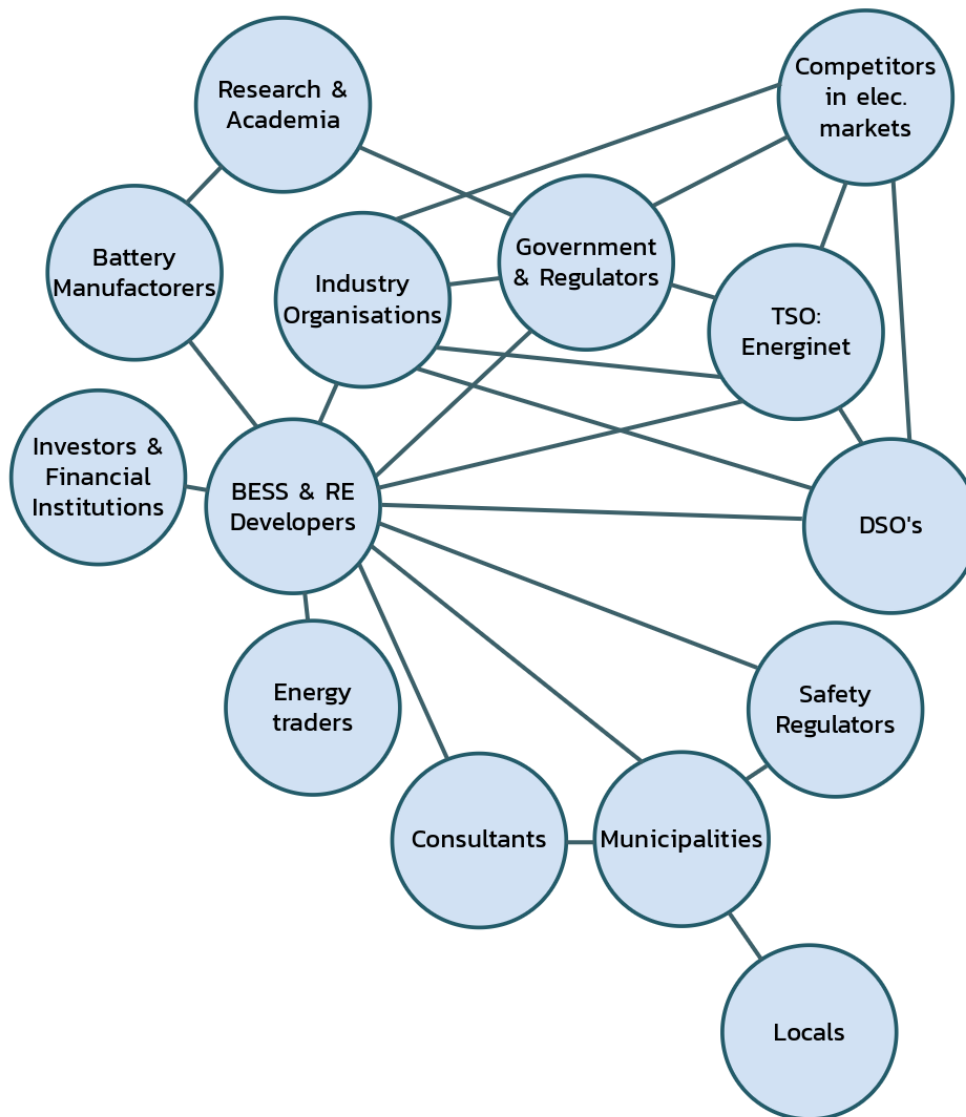 Research &
Academia
Competitors
in elec.
markets
Battery
Manufactorers
Industry
Organisations
Government
& Regulators
TSO:
Energinet
Investors &
Financial
Institutions
BESS & RE
Developers
DSO's
Energy
traders
Safety
Regulators
Consultants
Municipalities
Locals